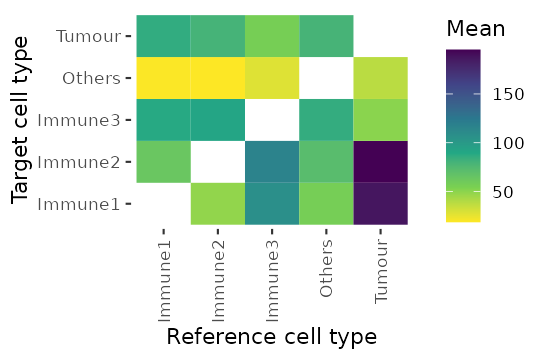 Mean
Tumour
Others
Immune3
Immune2
Immune1
Target cell type
150
100
50
Immune1
Immune2
Immune3
Others
Tumour
Reference cell type